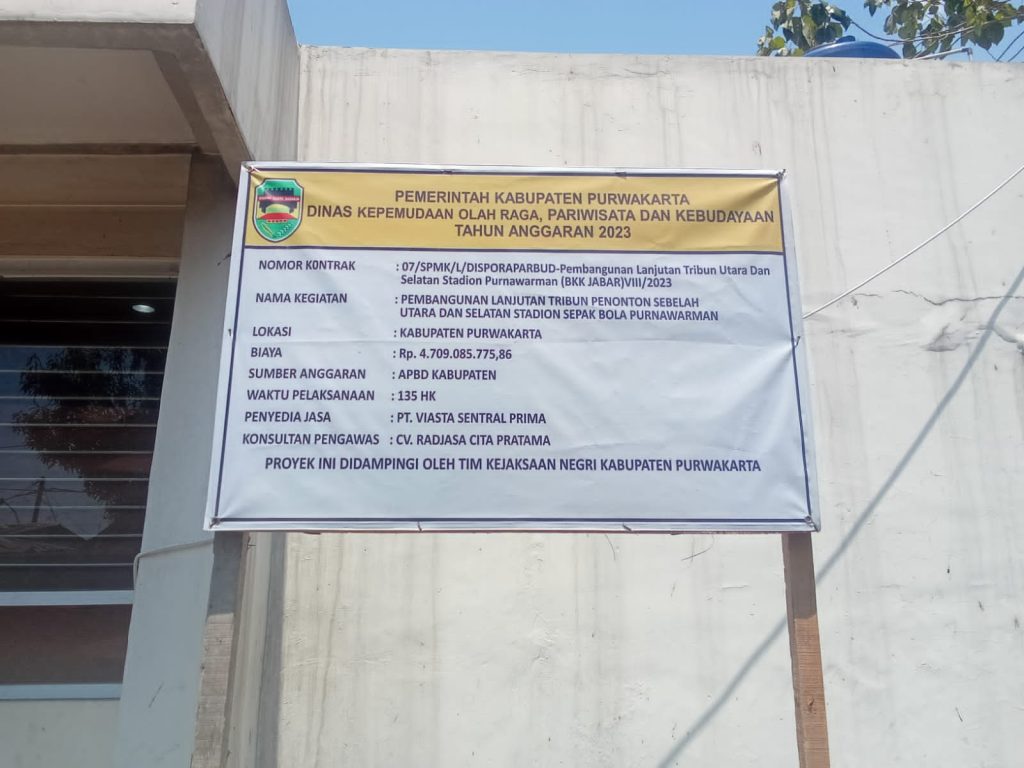 PEMERINTAH KABUPATEN PURWAKARTA
DINAS KEPEMUDAAN OLAH RAGA, PARIWISATA DAN KEBUDAYAAN
TAHUN ANGGARAN 2023
NOMOR K0NTRAK : 07/SPMK/L/DISPORAPARBUD-Pembangunan Lanjutan Tribun Utara Dan
Selatan Stadion Purnawarman (BKK JABAR)VIII/2023
NAMA KEGIATAN : PEMBANGUNAN LANJUTAN TRIBUN PENONTON SEBELAH
UTARA DAN SELATAN STADION SEPAK BOLA PURNAWARMAN
LOKASI : KABUPATEN PURWAKARTA
BIAYA : Rp. 4.709.085.775,86
SUMBER ANGGARAN : APBD KABUPATEN
WAKTU PELAKSANAAN : 135 HK
PENYEDIA JASA : PT. VIASTA SENTRAL PRIMA
KONSULTAN PENGAWAS : CV. RADJASA CITA PRATAMA
PROYEK INI DIDAMPINGI OLEH TIM KEJAKSAAN NEGRI KABUPATEN PURWAKARTA